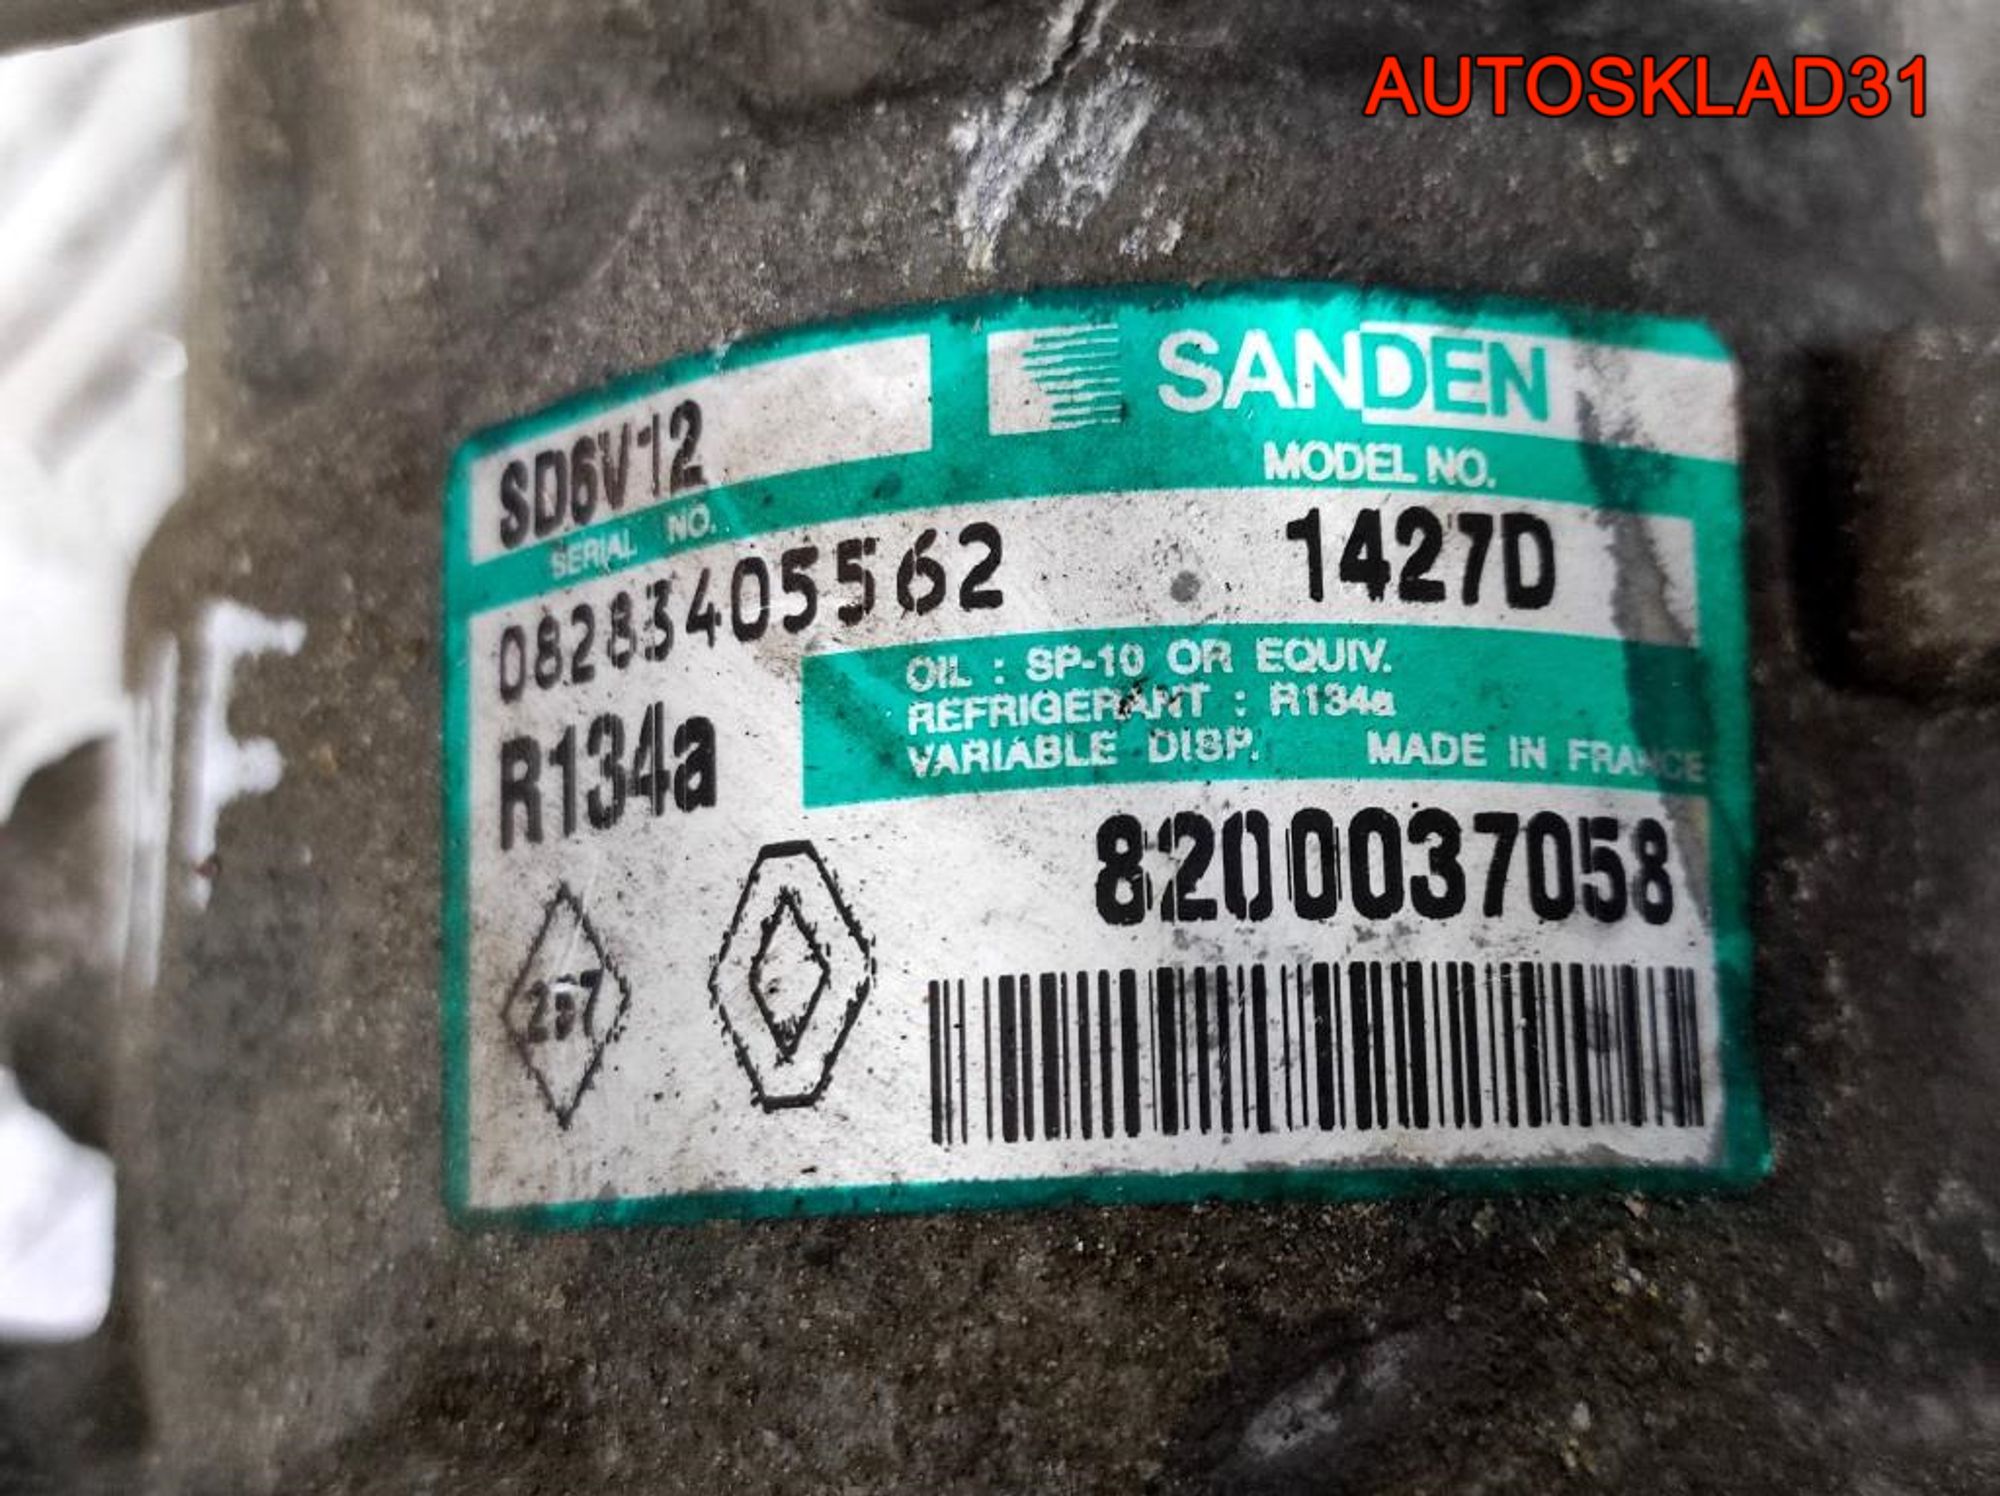 AUTOSKLAD31
SANDEN
SD6V12
MODEL NO.
SERIAL NO.
08283405562
1427D
OIL : SP-10 OR EQUIV.
REFRIGERANT : R134a
VARIABLE DISP. MADE IN FRANCE
R134a
8200037058